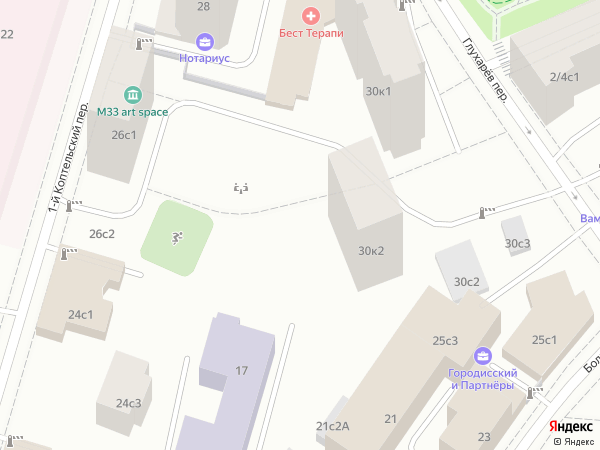 28
22
Бест Терапи
Нотариус
Глухарёв пер.
30к1
2/4с1
М33 art space
26с1
1-й Коптельский пер.
26с2
Вам
30с3
30к2
30с2
24с1
25с3
25с1
17
Городисский
и Партнёры
Бол
24с3
21
21с2А
23
Яндекс
© Яндекс